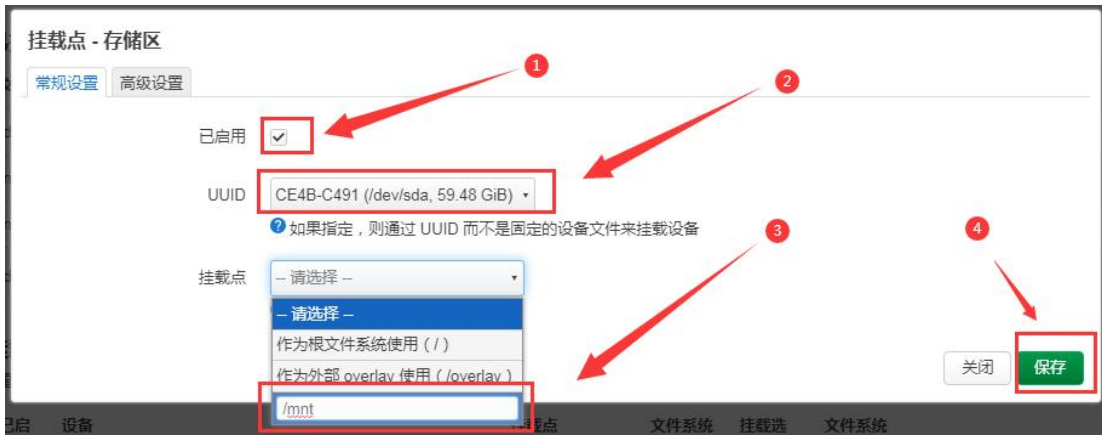 挂载点 - 存储区
常规设置 高级设置
1
2
已启用
UUID CE4B-C491 (/dev/sda, 59.48 GiB)
如果指定，则通过 UUID 而不是固定的设备文件来挂载设备
3
4
挂载点 -- 请选择 --
-- 请选择 --
作为根文件系统使用（/）
作为外部 overlay 使用（/overlay）
/mnt
关闭 保存
已启 设备 载点 文件系统 挂载选 文件系统